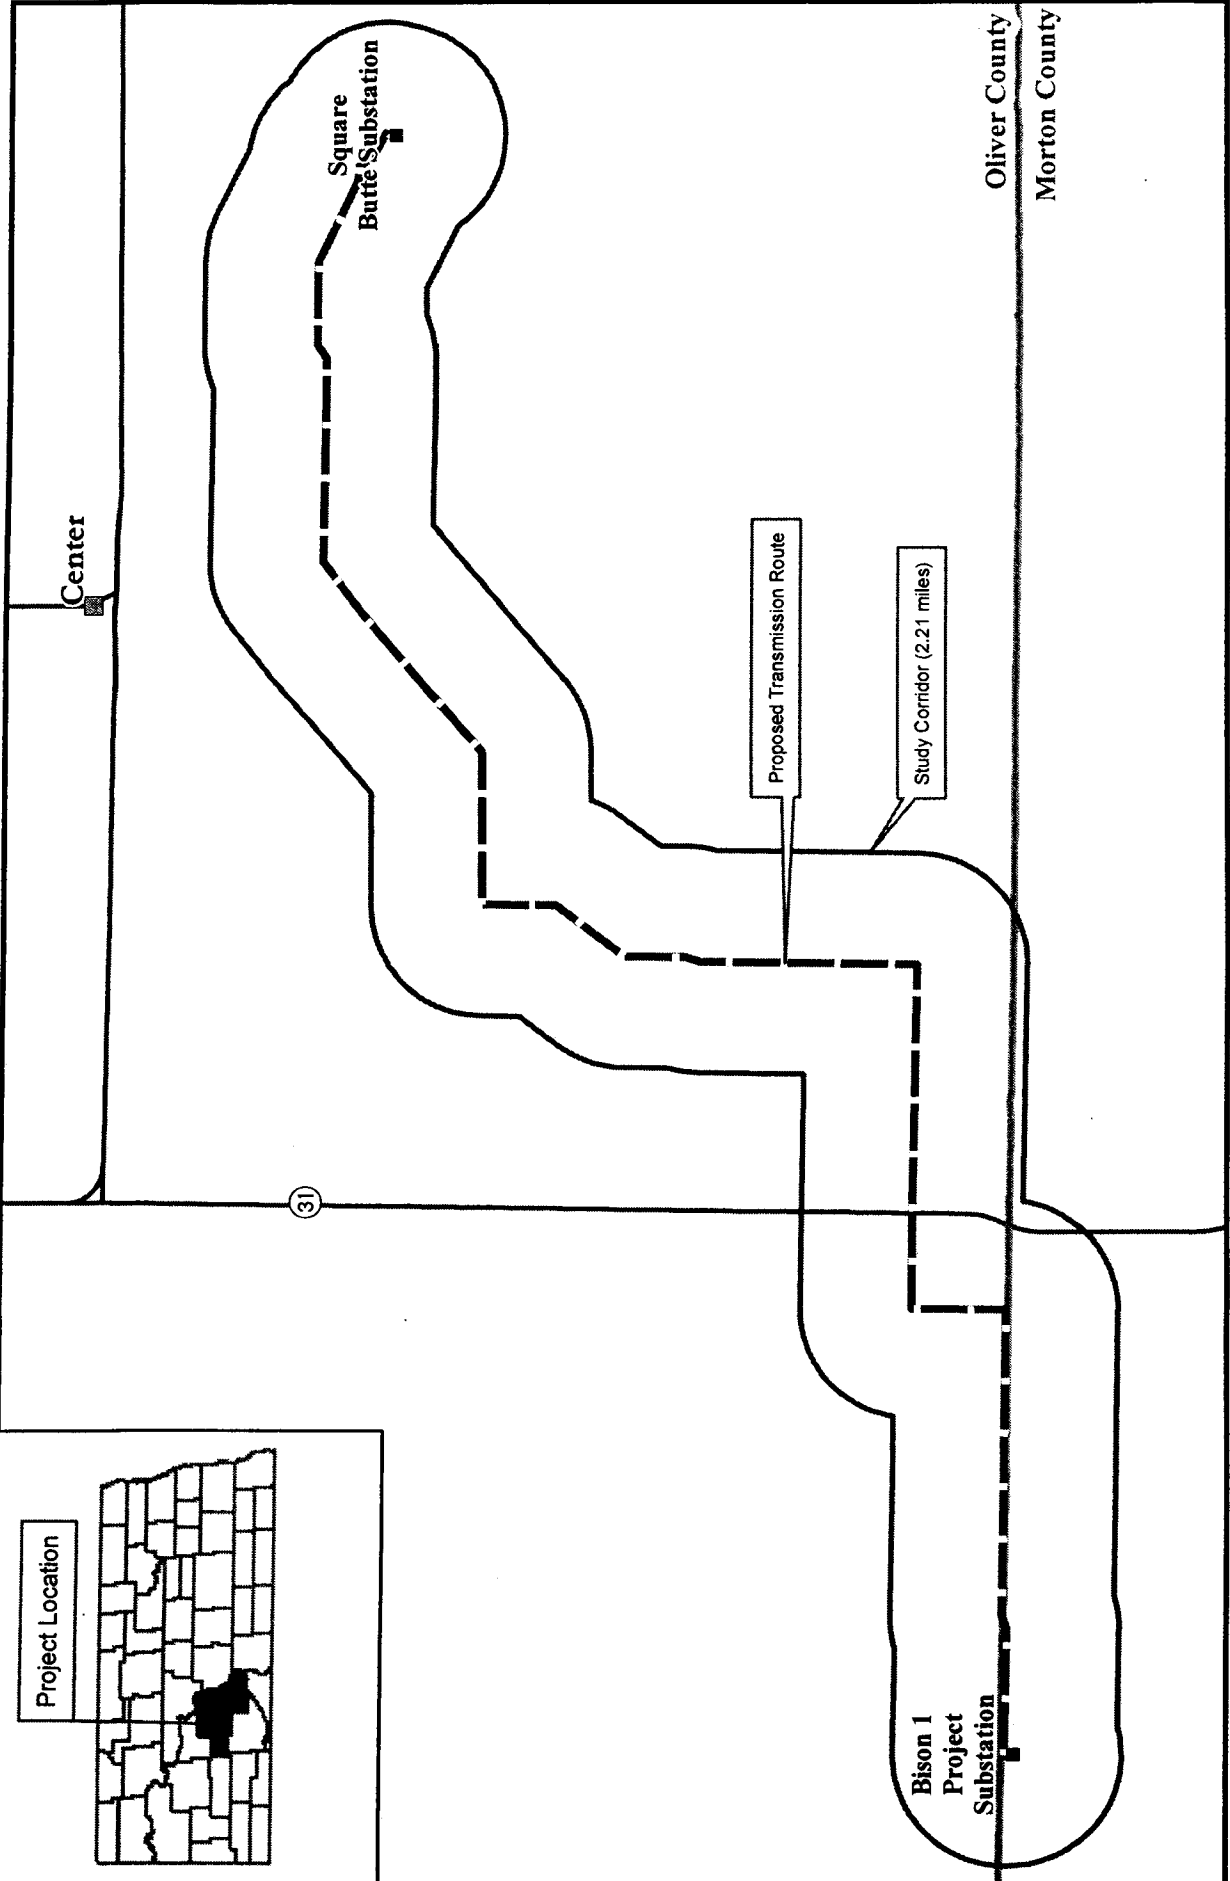 Project Location
Center
31
Square
Butte Substation
Proposed Transmission Route
Study Corridor (2.21 miles)
Oliver County
Morton County
Bison 1
Project
Substation